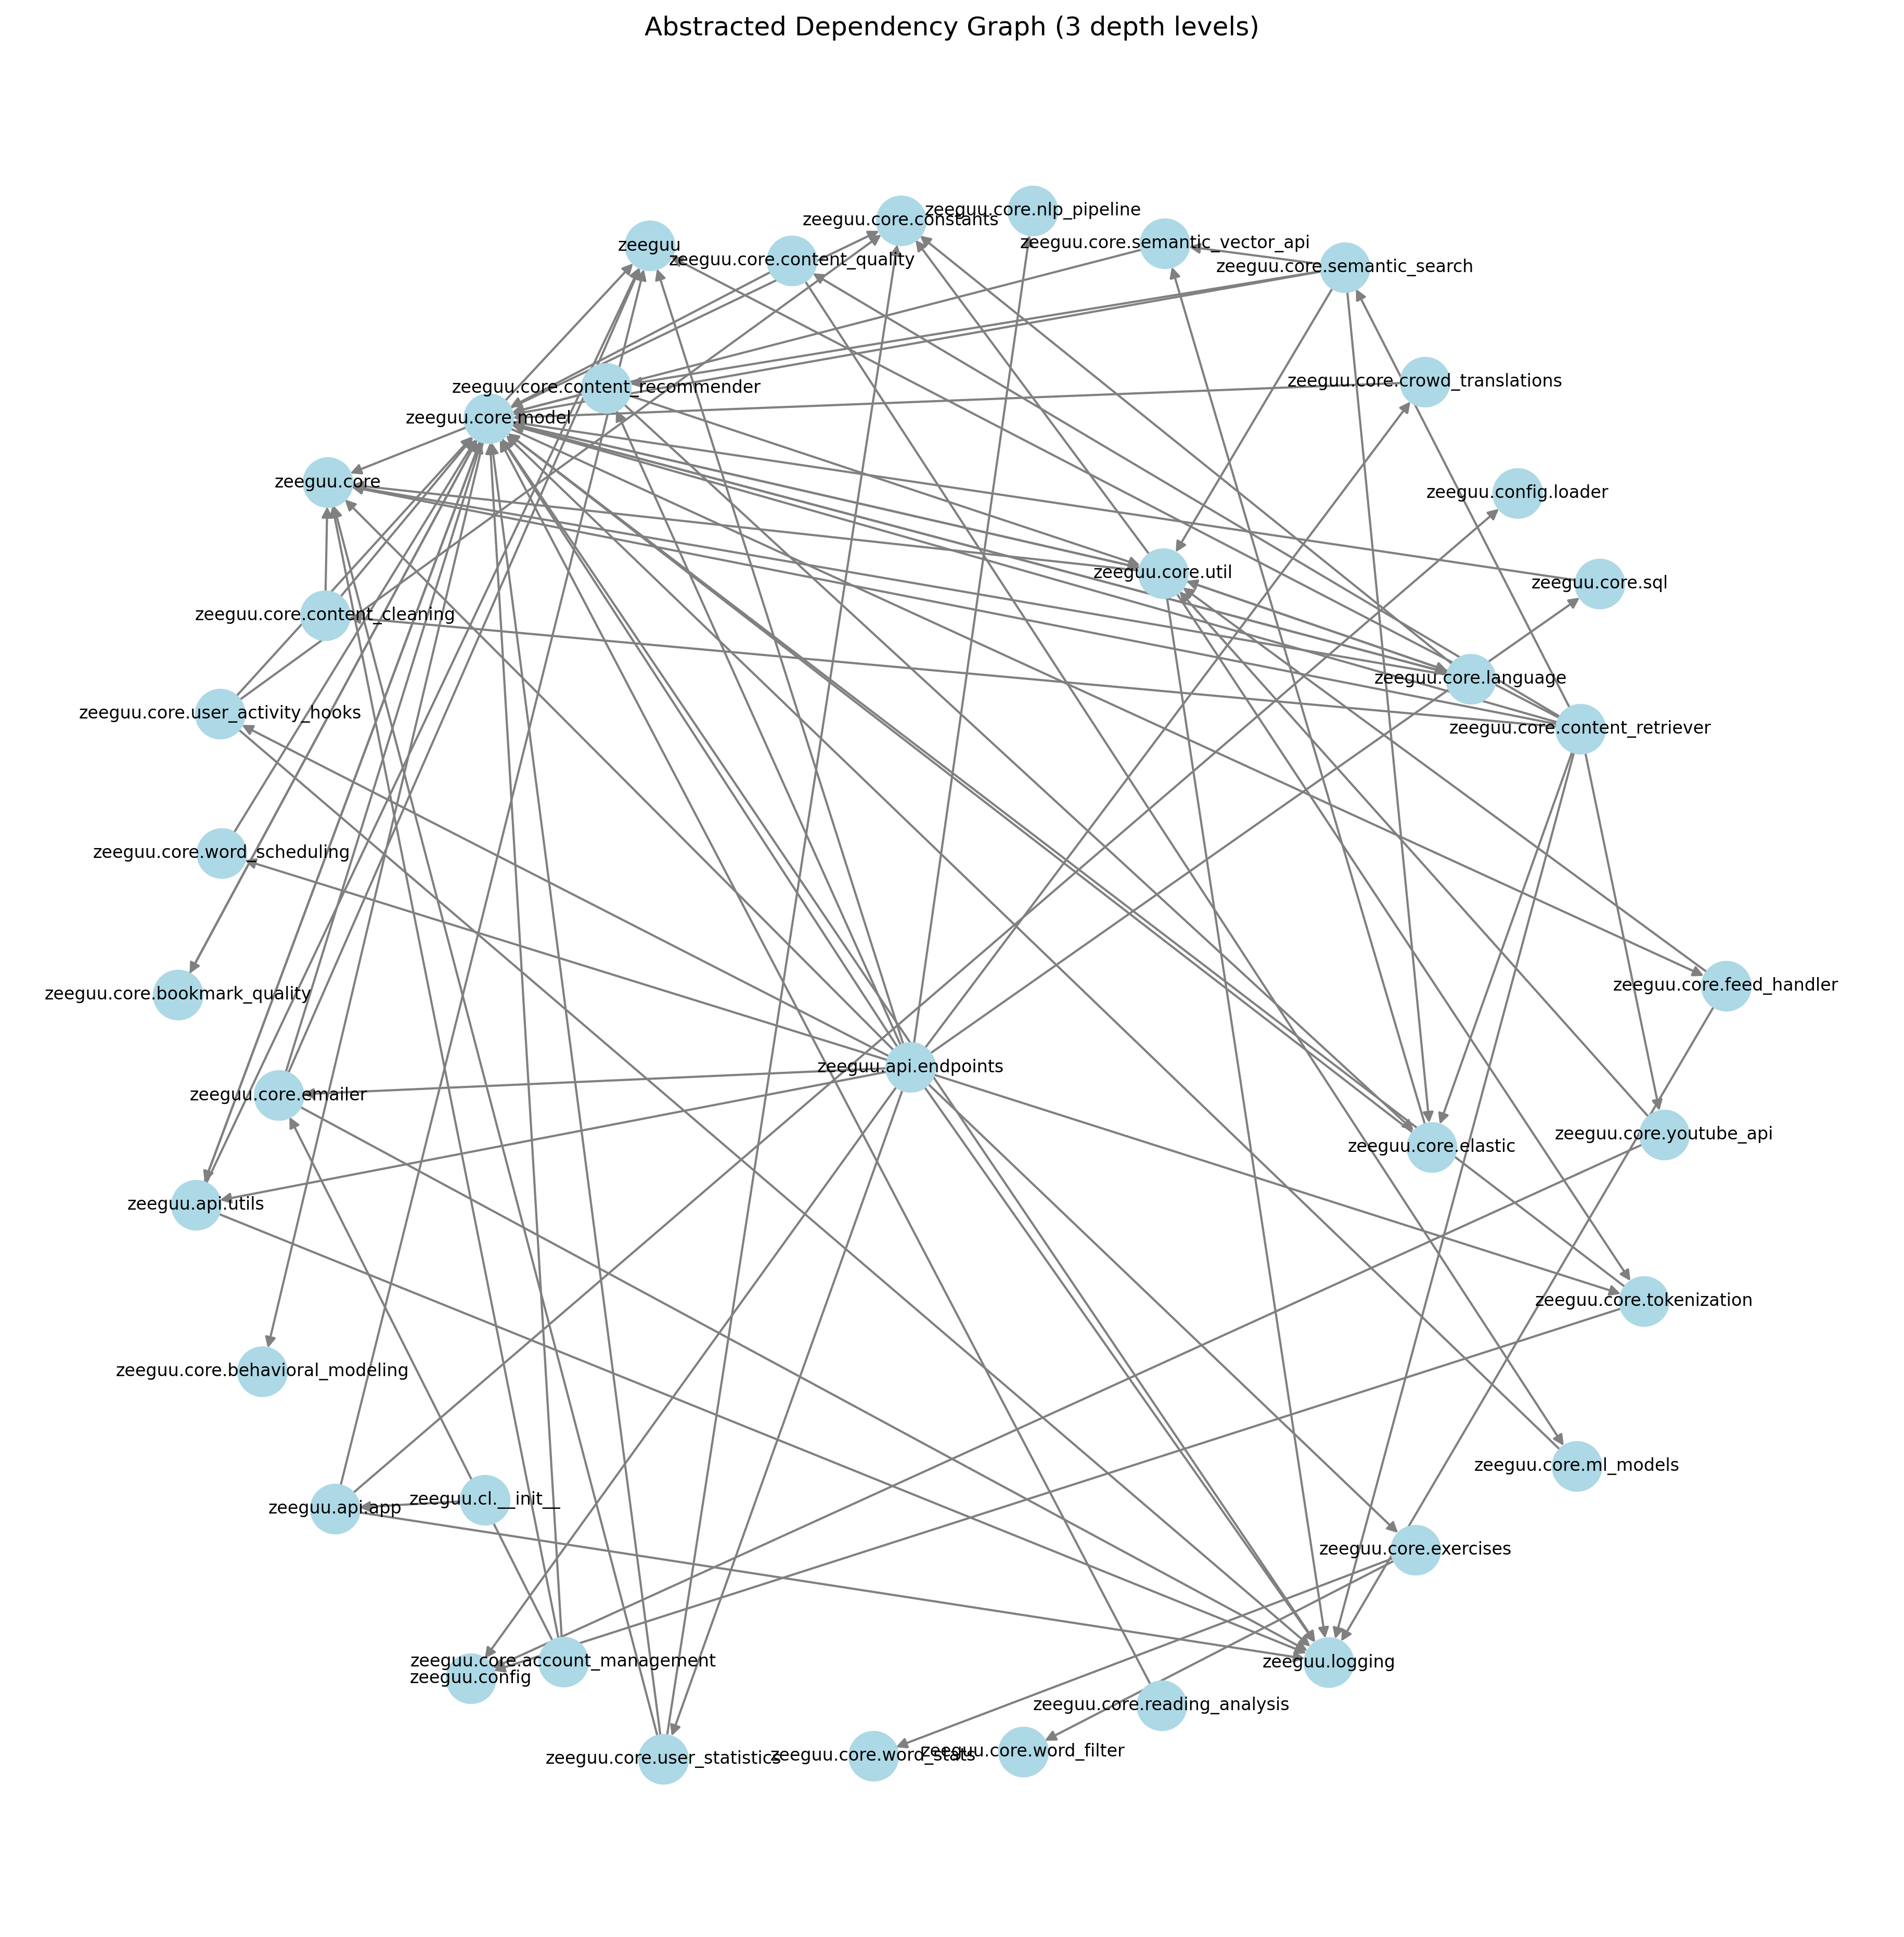 Abstracted Dependency Graph (3 depth levels)
zeeguu.core.nlp_pipeline
zeeguu.core.constants
zeeguu.core.semantic_vector_api
zeeguu
zeeguu.core.content_quality
zeeguu.core.semantic_search
zeeguu.core.crowd_translations
zeeguu.core.content_recommender
zeeguu.core.model
zeeguu.core
zeeguu.config.loader
zeeguu.core.util
zeeguu.core.sql
zeeguu.core.content_cleaning
zeeguu.core.language
zeeguu.core.user_activity_hooks
zeeguu.core.content_retriever
zeeguu.core.word_scheduling
zeeguu.core.feed_handler
zeeguu.core.bookmark_quality
zeeguu.api.endpoints
zeeguu.core.emailer
zeeguu.core.youtube_api
zeeguu.core.elastic
zeeguu.api.utils
zeeguu.core.tokenization
zeeguu.core.behavioral_modeling
zeeguu.core.ml_models
zeeguu.cl.__init__
zeeguu.api.app
zeeguu.core.exercises
zeeguu.core.account_management
zeeguu.logging
zeeguu.config
zeeguu.core.reading_analysis
zeeguu.core.word_filter
zeeguu.core.word_stats
zeeguu.core.user_statistics